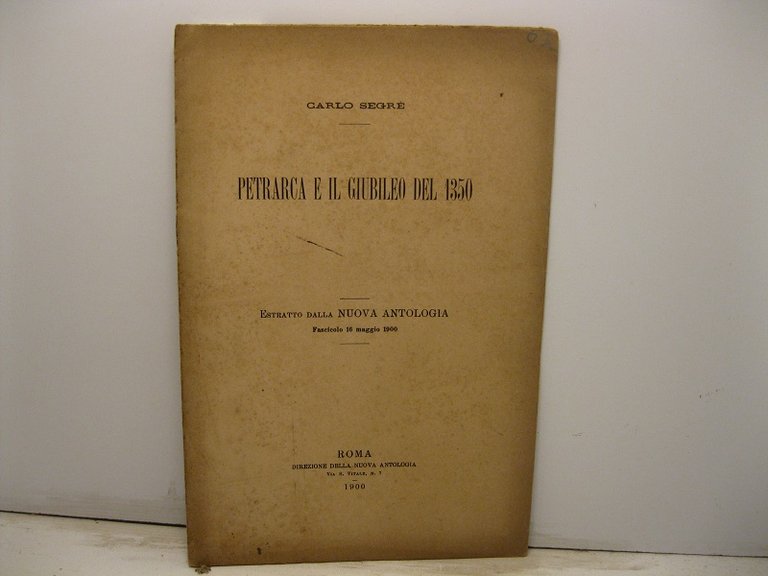 CARLO SEGRÈ
PETRARCA E IL GIUBILEO DEL 1350
ESTRATTO DALLA NUOVA ANTOLOGIA
Fascicolo 16 maggio 1900
ROMA
DIREZIONE DELLA NUOVA ANTOLOGIA
VIA S. VITALE, N. 7
1900